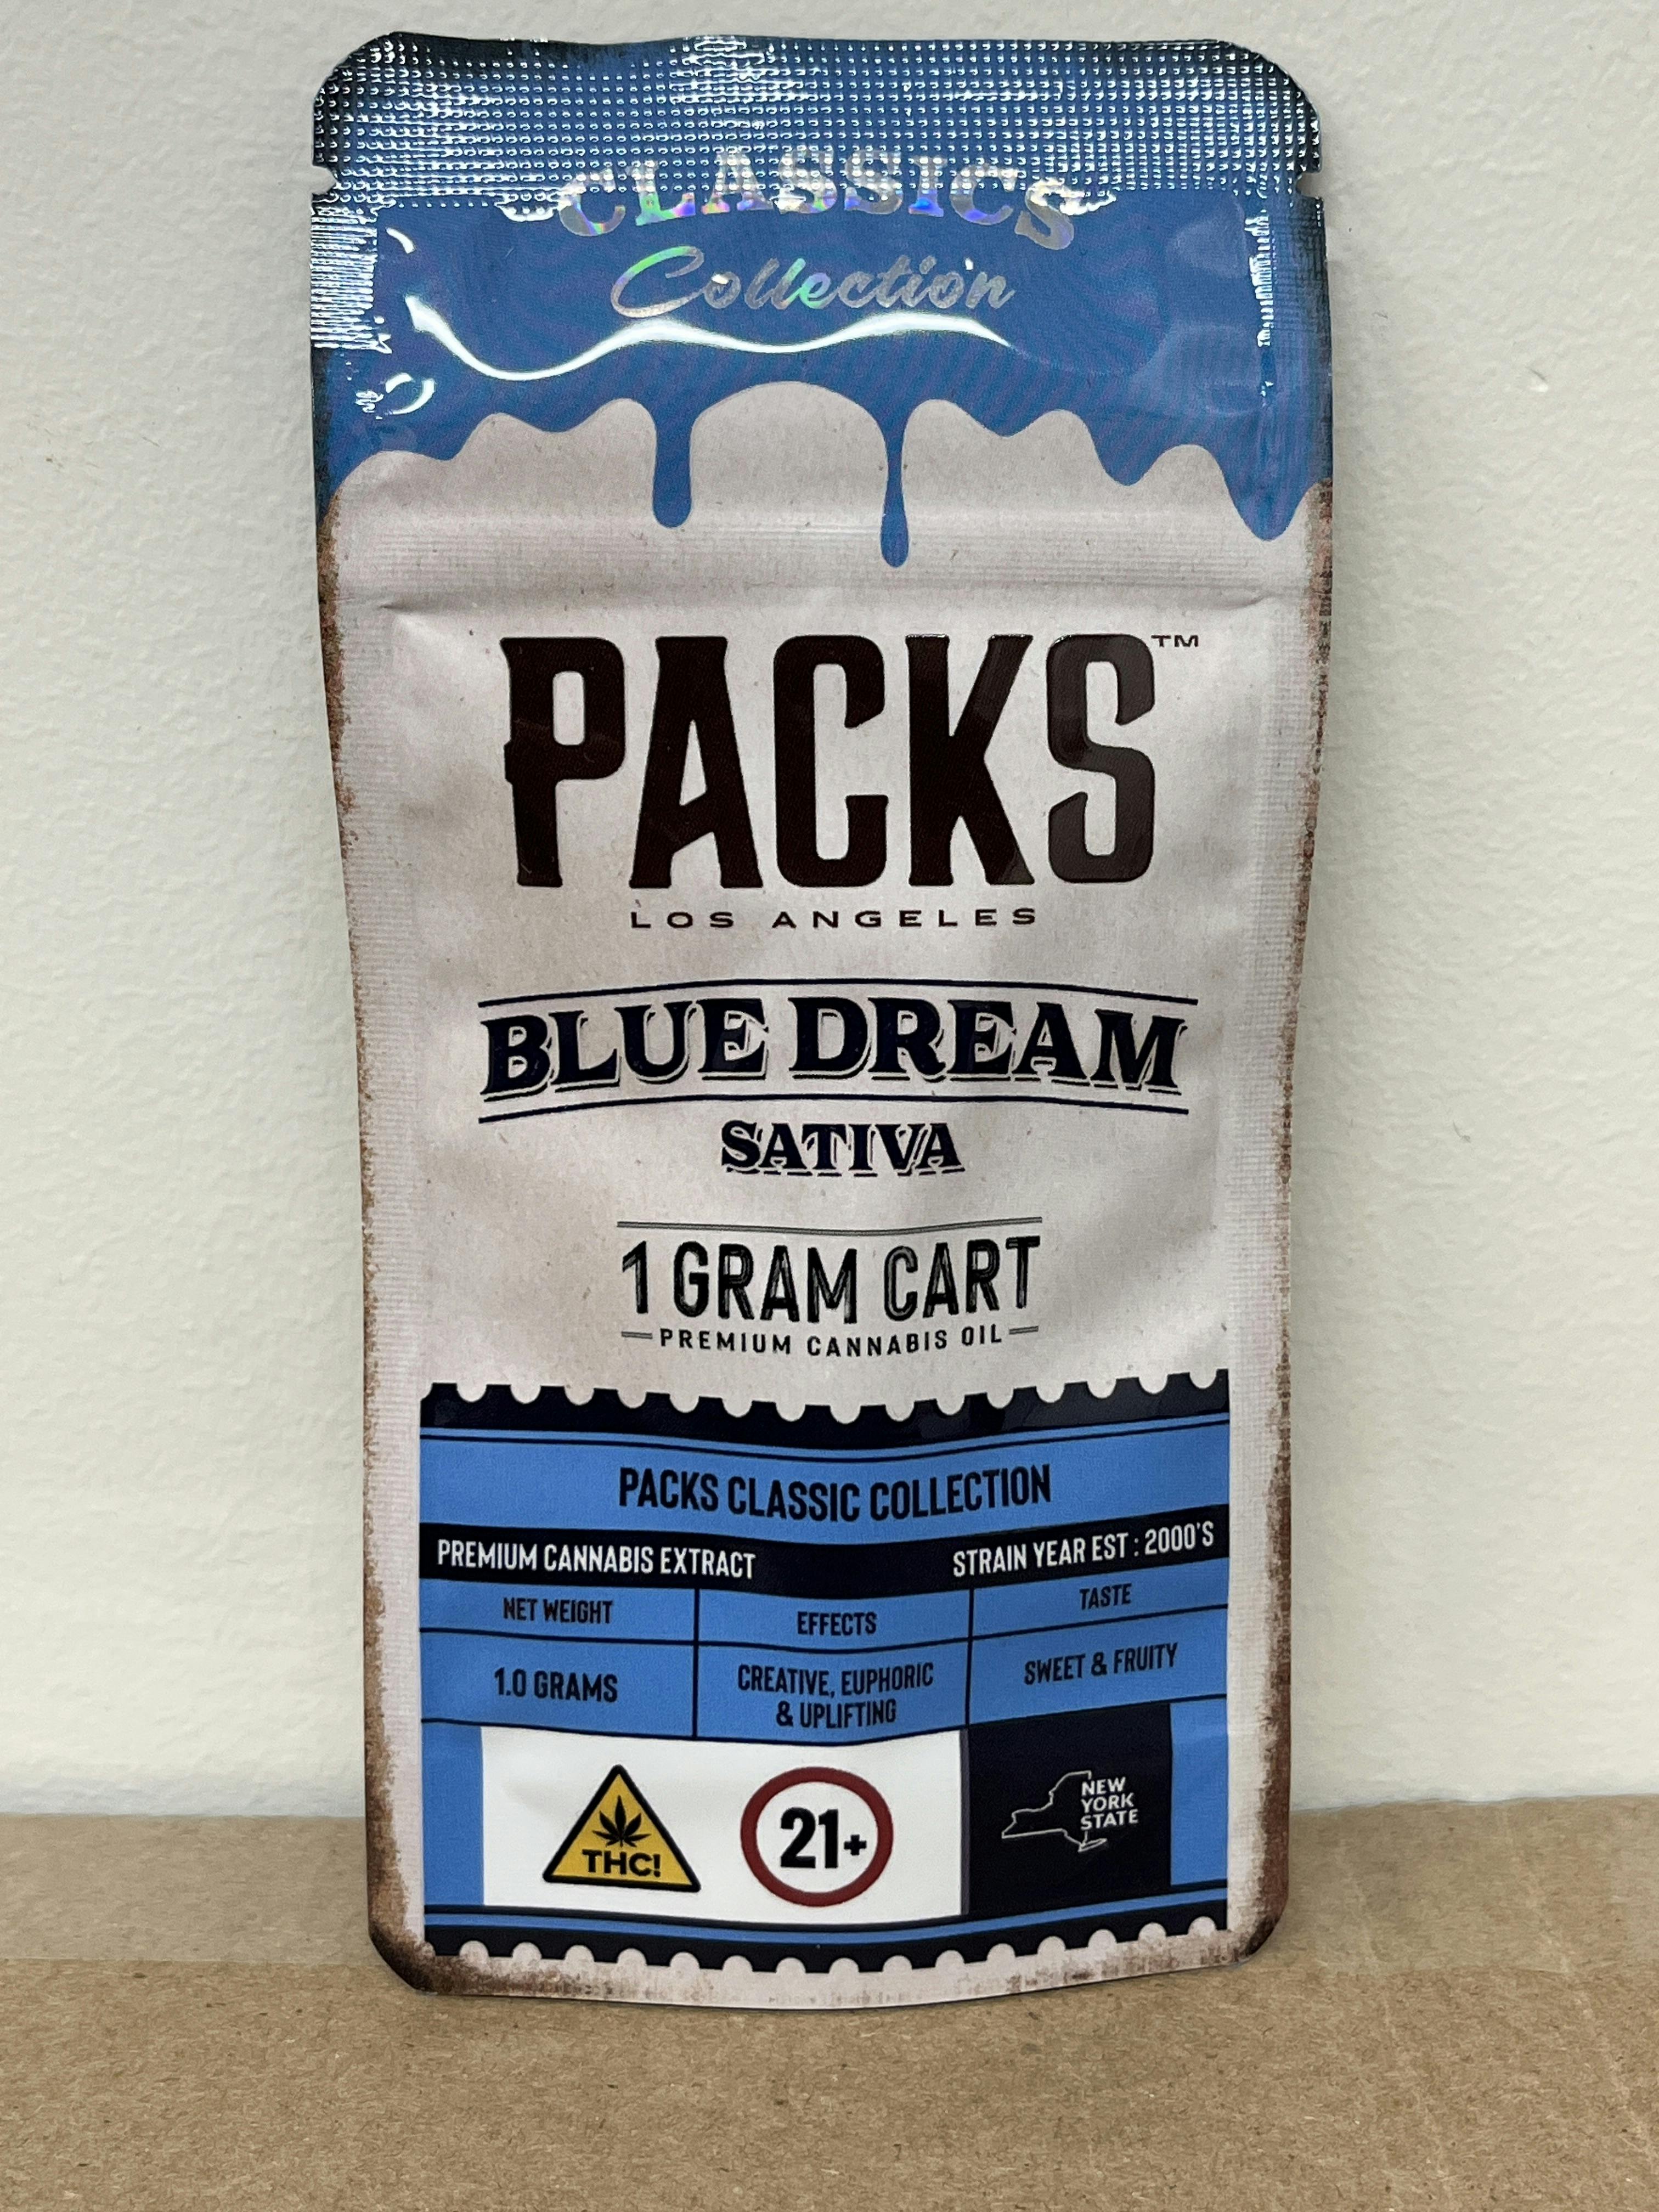 CLASSICS
Collection
PACKS™
LOS ANGELES
BLUE DREAM
SATIVA
1 GRAM CART
PREMIUM CANNABIS OIL
PACKS CLASSIC COLLECTION
PREMIUM CANNABIS EXTRACT STRAIN YEAR EST : 2000'S
NET WEIGHT EFFECTS TASTE
1.0 GRAMS CREATIVE, EUPHORIC SWEET & FRUITY
& UPLIFTING
THC! 21+ NEW
YORK
STATE